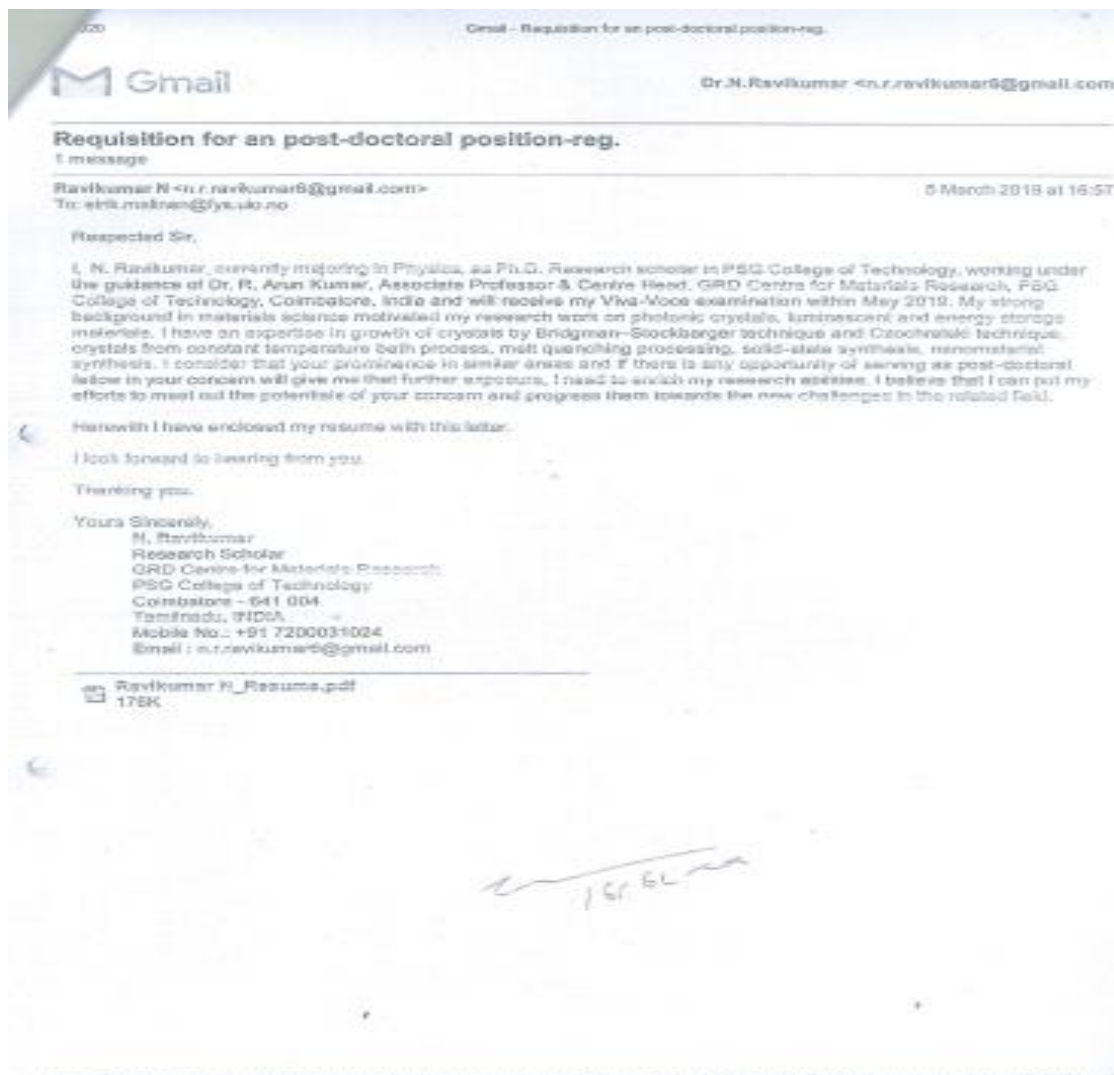 2020
Gmail - Requisition for an post-doctoral position-reg.
Gmail
Dr.N.Ravikumar <n.r.ravikumar6@gmail.com
Requisition for an post-doctoral position-reg.
1 message
Ravikumar N <n.r.ravikumar6@gmail.com>
5 March 2019 at 16:57
To: eirik.malinen@fys.uio.no
Respected Sir,
I, N. Ravikumar, currently majoring in Physics, as Ph.D. Research scholar in PSG College of Technology, working under
the guidance of Dr. R. Arun Kumar, Associate Professor & Centre Head, GRD Centre for Materials Research, PSG
College of Technology, Coimbatore, India and will receive my Viva-Voce examination within May 2019. My strong
background in materials science motivated my research work on photonic crystals, luminescent and energy storage
materials. I have an expertise in growth of crystals by Bridgman–Stockbarger technique and Czochralski technique,
crystals from constant temperature bath process, melt quenching processing, solid-state synthesis, nanomaterial
synthesis. I consider that your prominence in similar areas and if there is any opportunity of serving as post-doctoral
fellow in your concern will give me that further exposure, I need to enrich my research abilities. I believe that I can put my
efforts to meet out the potentials of your concern and progress them towards the new challenges in the related field.
Herewith I have enclosed my resume with this letter.
I look forward to hearing from you.
Thanking you.
Yours Sincerely,
N. Ravikumar
Research Scholar
GRD Centre for Materials Research
PSG College of Technology
Coimbatore - 641 004
Tamilnadu, INDIA
Mobile No.: +91 7200031024
Email : n.r.ravikumar6@gmail.com
Ravikumar N_Resume.pdf
176K